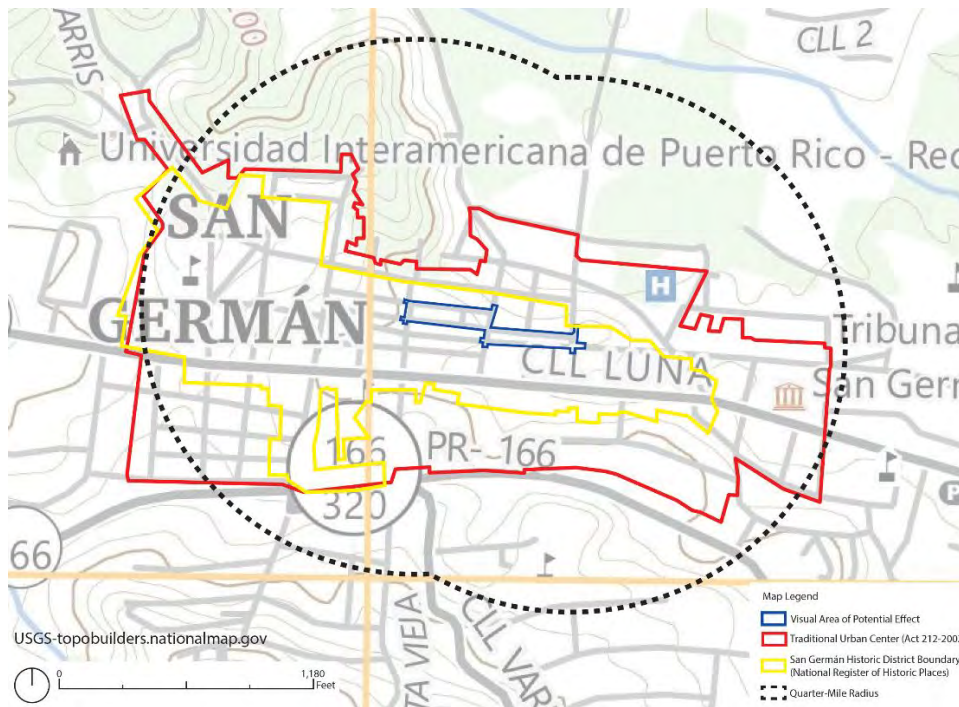 ARRIS
200
CLL 2
Universidad Interamericana de Puerto Rico - Rec
SAN
GERMÁN
H
CLL LUNA
Tribuna
San Germ
166
PR- 166
320
P
66
USGS-topobuilders.nationalmap.gov
TA VIEJA
CLL VAR
0
1,180
Feet
Map Legend
Visual Area of Potential Effect
Traditional Urban Center (Act 212-2002
San Germán Historic District Boundary
(National Register of Historic Places)
Quarter-Mile Radius